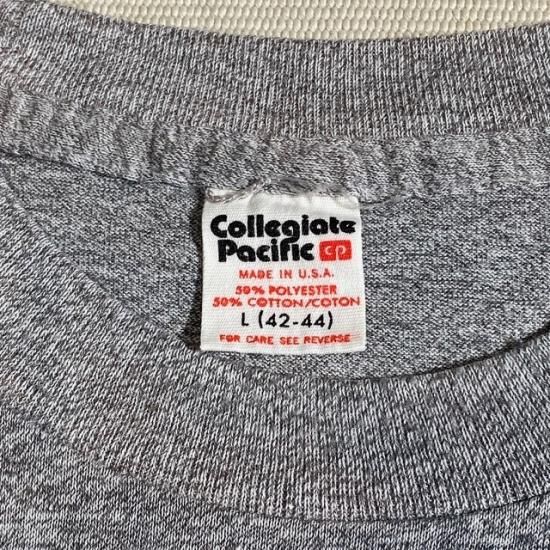 Collegiate
Pacific CP
MADE IN U.S.A.
50% POLYESTER
50% COTTON/COTON
L (42-44)
FOR CARE SEE REVERSE